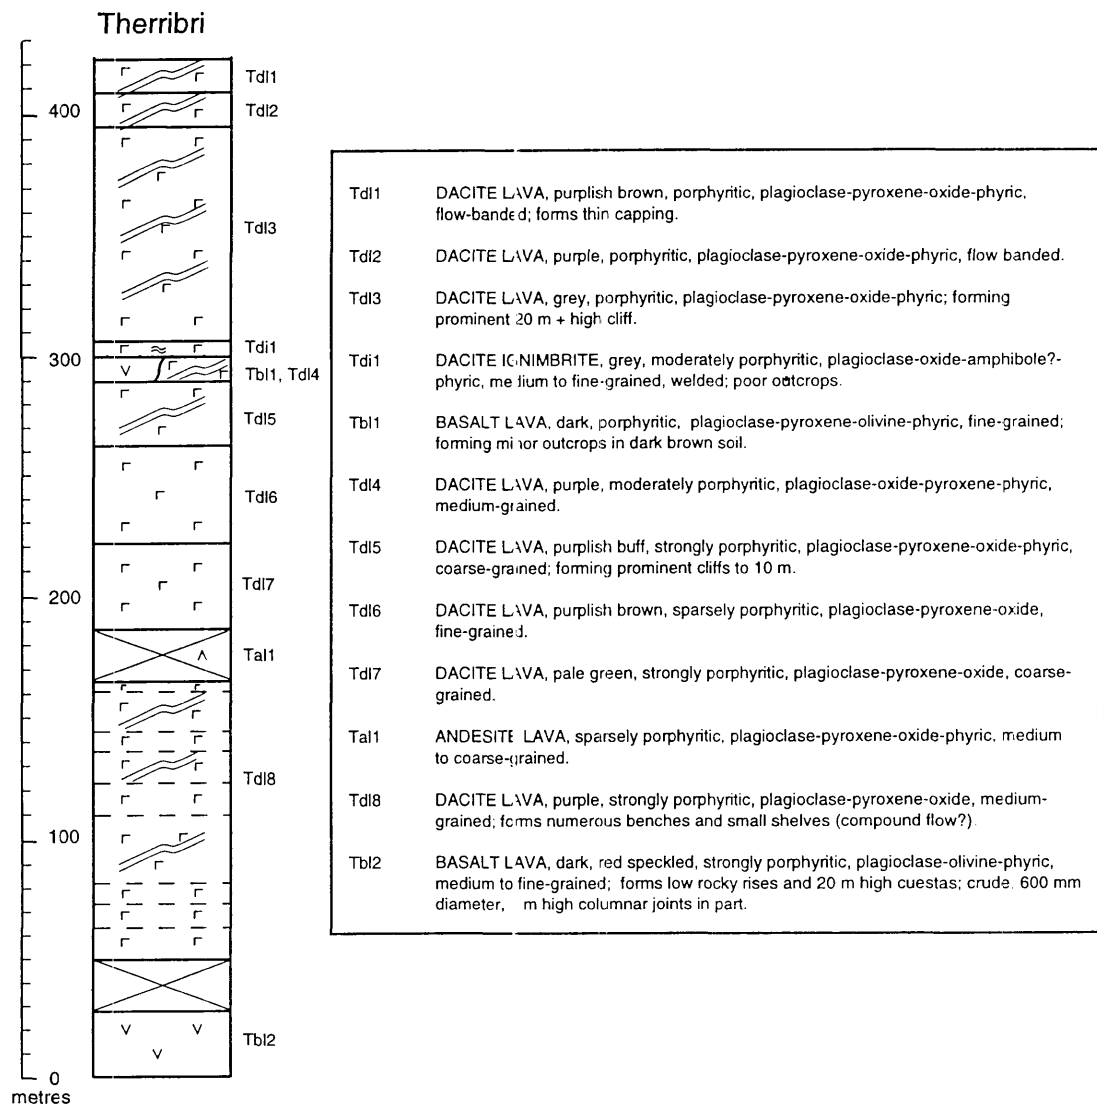 Therribri
400
300
200
100
0
metres
Tdl1
Tdl2
Tdl3
Tdi1
Tbl1, Tdl4
Tdl5
Tdl6
Tdl7
Tal1
Tdl8
Tbl2
Tdl1 DACITE LAVA, purplish brown, porphyritic, plagioclase-pyroxene-oxide-phyric,
flow-banded; forms thin capping.
Tdl2 DACITE LAVA, purple, porphyritic, plagioclase-pyroxene-oxide-phyric, flow banded.
Tdl3 DACITE LAVA, grey, porphyritic, plagioclase-pyroxene-oxide-phyric; forming
prominent 20 m + high cliff.
Tdi1 DACITE IGNIMBRITE, grey, moderately porphyritic, plagioclase-oxide-amphibole?-
phyric, medium to fine-grained, welded; poor outcrops.
Tbl1 BASALT LAVA, dark, porphyritic, plagioclase-pyroxene-olivine-phyric, fine-grained;
forming minor outcrops in dark brown soil.
Tdl4 DACITE LAVA, purple, moderately porphyritic, plagioclase-oxide-pyroxene-phyric,
medium-grained.
Tdl5 DACITE LAVA, purplish buff, strongly porphyritic, plagioclase-pyroxene-oxide-phyric,
coarse-grained; forming prominent cliffs to 10 m.
Tdl6 DACITE LAVA, purplish brown, sparsely porphyritic, plagioclase-pyroxene-oxide,
fine-grained.
Tdl7 DACITE LAVA, pale green, strongly porphyritic, plagioclase-pyroxene-oxide, coarse-
grained.
Tal1 ANDESITE LAVA, sparsely porphyritic, plagioclase-pyroxene-oxide-phyric, medium
to coarse-grained.
Tdl8 DACITE LAVA, purple, strongly porphyritic, plagioclase-pyroxene-oxide, medium-
grained; forms numerous benches and small shelves (compound flow?).
Tbl2 BASALT LAVA, dark, red speckled, strongly porphyritic, plagioclase-olivine-phyric,
medium to fine-grained; forms low rocky rises and 20 m high cuestas; crude, 600 mm
diameter, m high columnar joints in part.